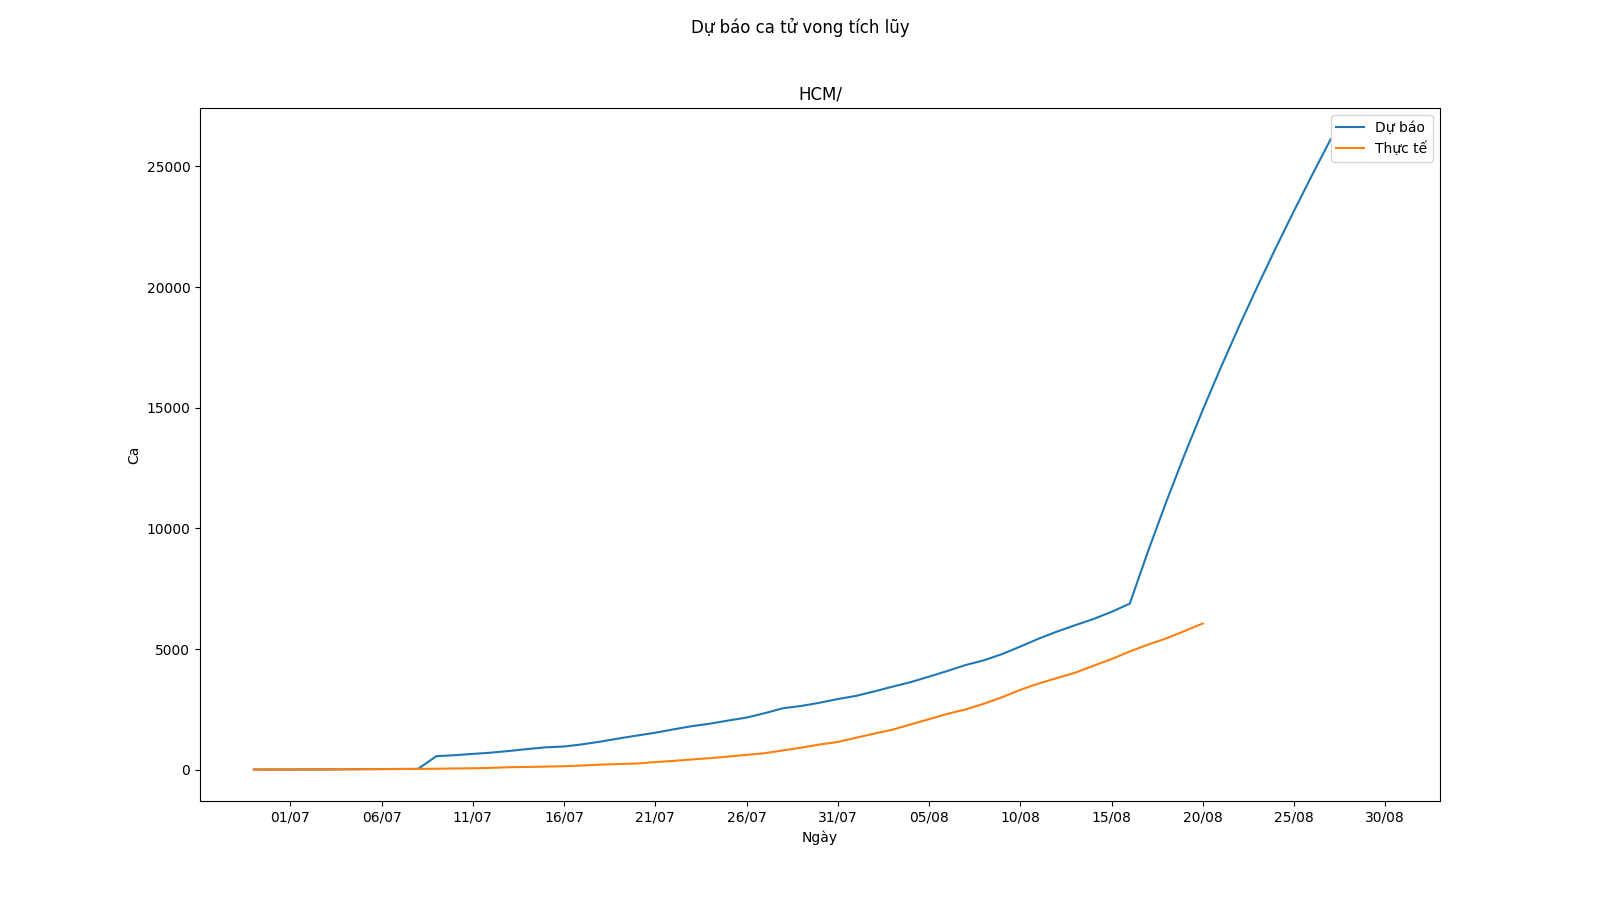 Dự báo ca tử vong tích lũy
HCM/
Dự báo
Thực tế
25000
20000
15000
10000
5000
0
Ca
01/07 06/07 11/07 16/07 21/07 26/07 31/07 05/08 10/08 15/08 20/08 25/08 30/08
Ngày